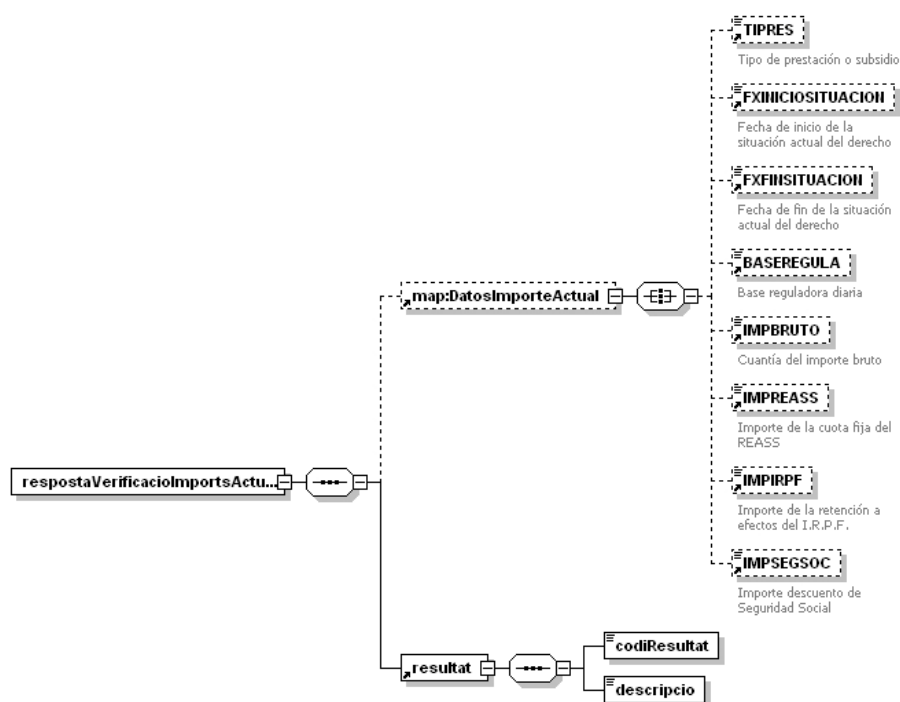 TIPRES
Tipo de prestación o subsidio
FXINICIOSITUACION
Fecha de inicio de la
situación actual del derecho
FXFINSITUACION
Fecha de fin de la situación
actual del derecho
BASEREGULA
Base reguladora diaria
map:DatosImporteActual
IMPBRUTO
Cuantía del importe bruto
IMPREASS
Importe de la cuota fija del
REASS
respostaVerificacioImportsActu...
IMPIRPF
Importe de la retención a
efectos del I.R.P.F.
IMPSEGSOC
Importe descuento de
Seguridad Social
resultat
codiResultat
descripcio